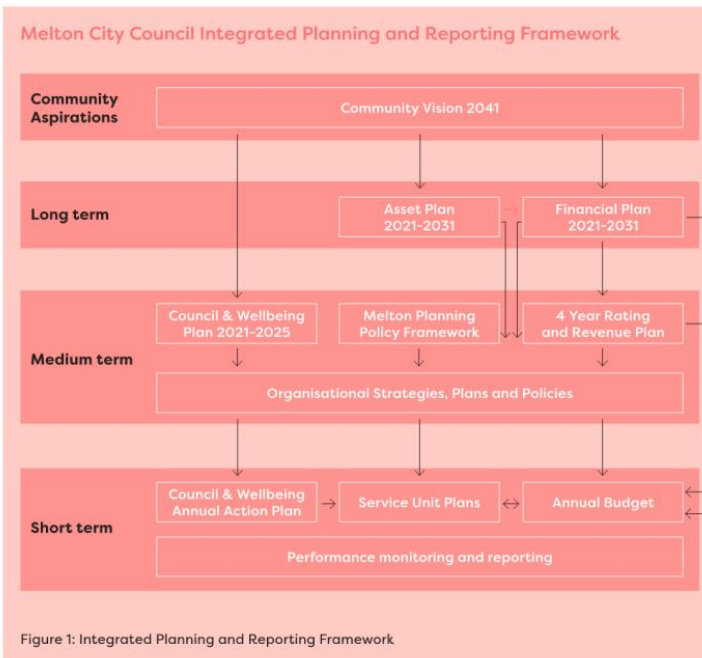 Melton City Council Integrated Planning and Reporting Framework
Community
Aspirations
Community Vision 2041
Long term
Asset Plan
2021-2031
Financial Plan
2021-2031
Medium term
Council & Wellbeing
Plan 2021-2025
Melton Planning
Policy Framework
4 Year Rating
and Revenue Plan
Organisational Strategies, Plans and Policies
Short term
Council & Wellbeing
Annual Action Plan
Service Unit Plans
Annual Budget
Performance monitoring and reporting
Figure 1: Integrated Planning and Reporting Framework